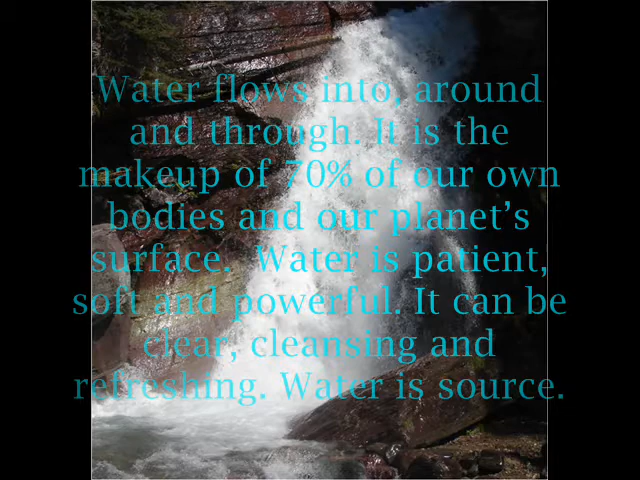 Water flows into, around
and through. It is the
makeup of 70% of our own
bodies and our planet’s
surface.  Water is patient,
soft and powerful. It can be
clear, cleansing and
refreshing. Water is source.